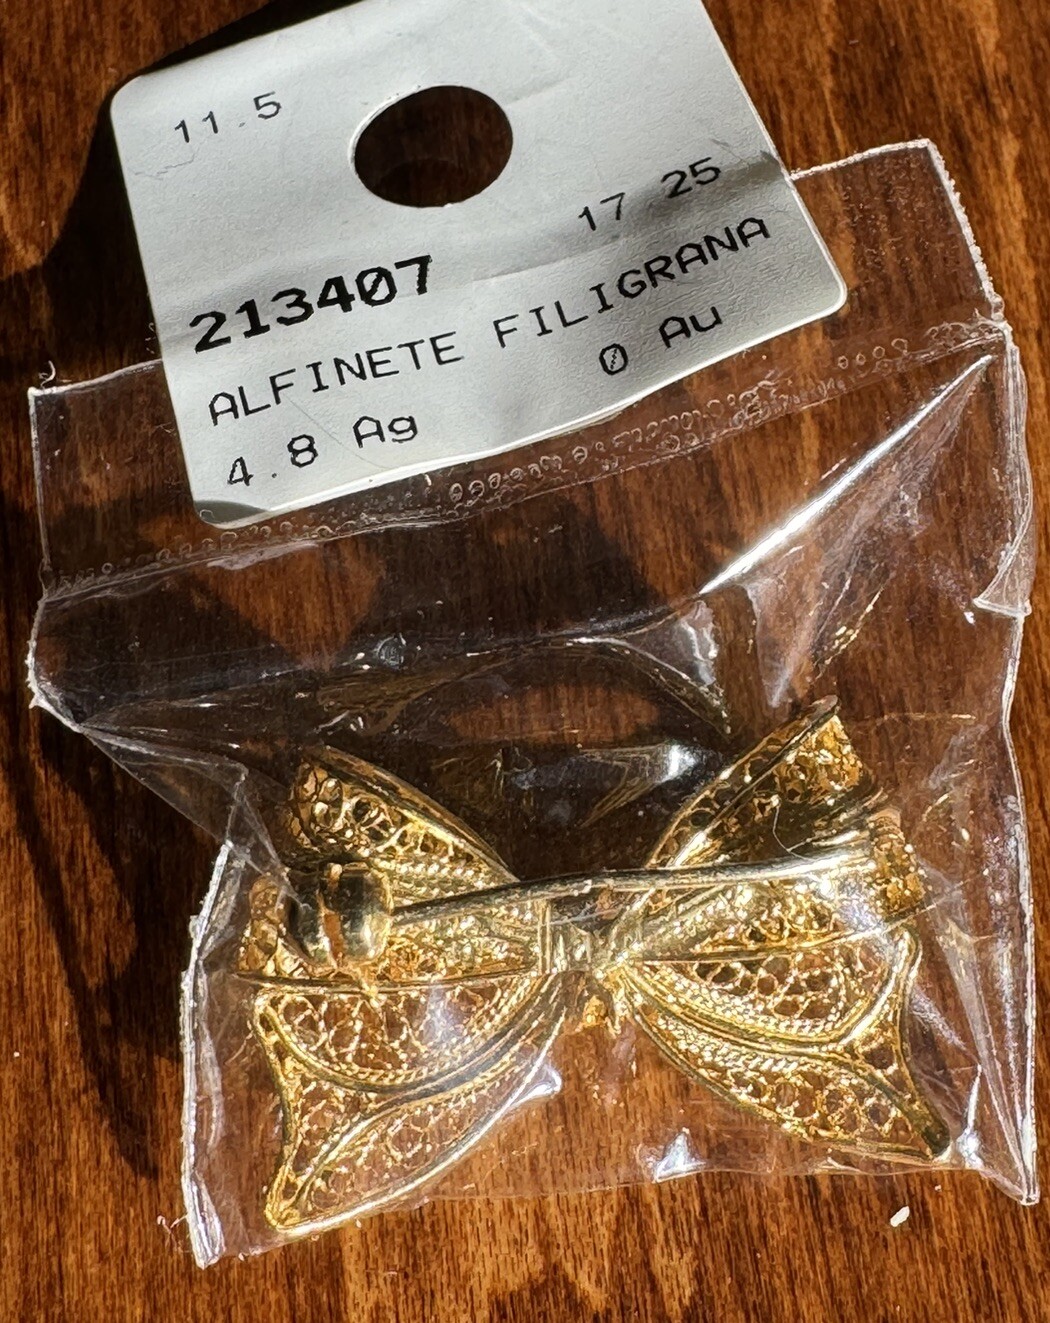 11.5
17 25
213407
ALFINETE FILIGRANA
4.8 Ag 0 Au